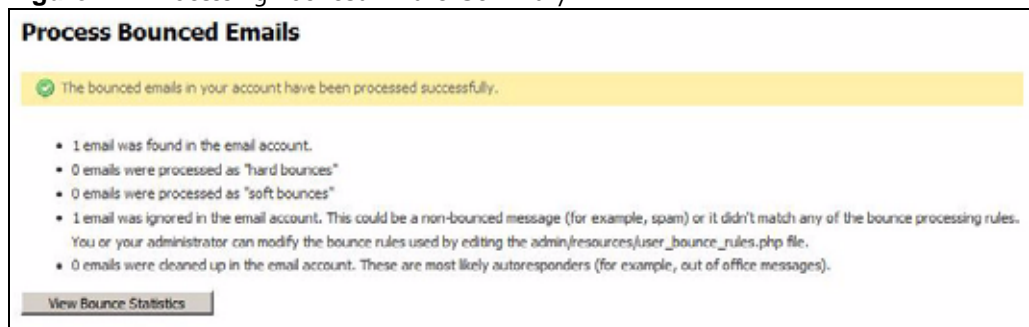 Process Bounced Emails
The bounced emails in your account have been processed successfully.
• 1 email was found in the email account.
• 0 emails were processed as "hard bounces"
• 0 emails were processed as "soft bounces"
• 1 email was ignored in the email account. This could be a non-bounced message (for example, spam) or it didn't match any of the bounce processing rules.
You or your administrator can modify the bounce rules used by editing the admin/resources/user_bounce_rules.php file.
• 0 emails were cleaned up in the email account. These are most likely autoresponders (for example, out of office messages).
View Bounce Statistics